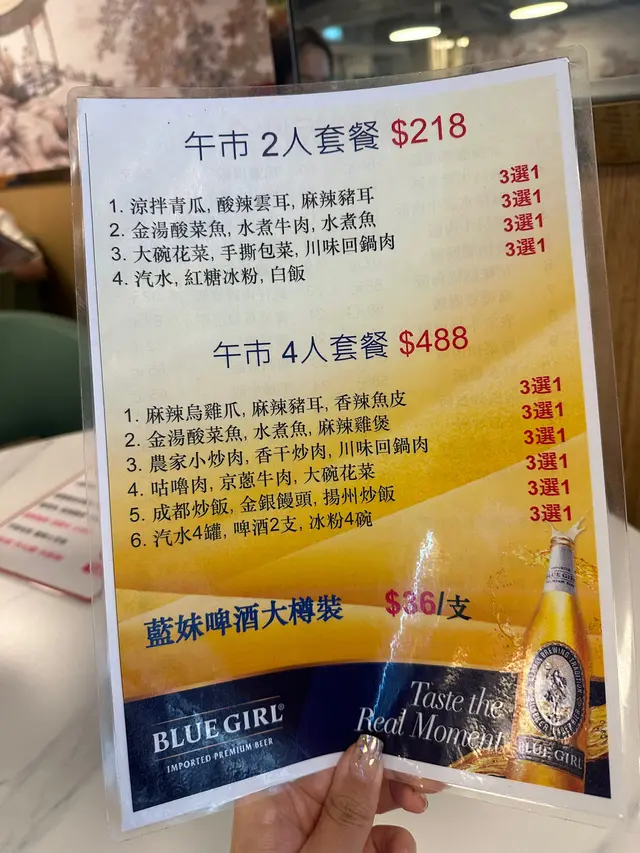 午市 2人套餐 $218
1. 涼拌青瓜, 酸辣雲耳, 麻辣豬耳 3選1
2. 金湯酸菜魚, 水煮牛肉, 水煮魚 3選1
3. 大碗花菜, 手撕包菜, 川味回鍋肉 3選1
4. 汽水, 紅糖冰粉, 白飯 3選1
午市 4人套餐 $488
1. 麻辣烏雞爪, 麻辣豬耳, 香辣魚皮 3選1
2. 金湯酸菜魚, 水煮魚, 麻辣雞煲 3選1
3. 農家小炒肉, 香干炒肉, 川味回鍋肉 3選1
4. 咕嚕肉, 京蔥牛肉, 大碗花菜 3選1
5. 成都炒飯, 金銀饅頭, 揚州炒飯 3選1
6. 汽水4罐, 啤酒2支, 冰粉4碗 3選1
藍妹啤酒大樽裝 $36/支
BLUE GIRL®
IMPORTED PREMIUM BEER
Taste the
Real Moment
BLUE GIRL